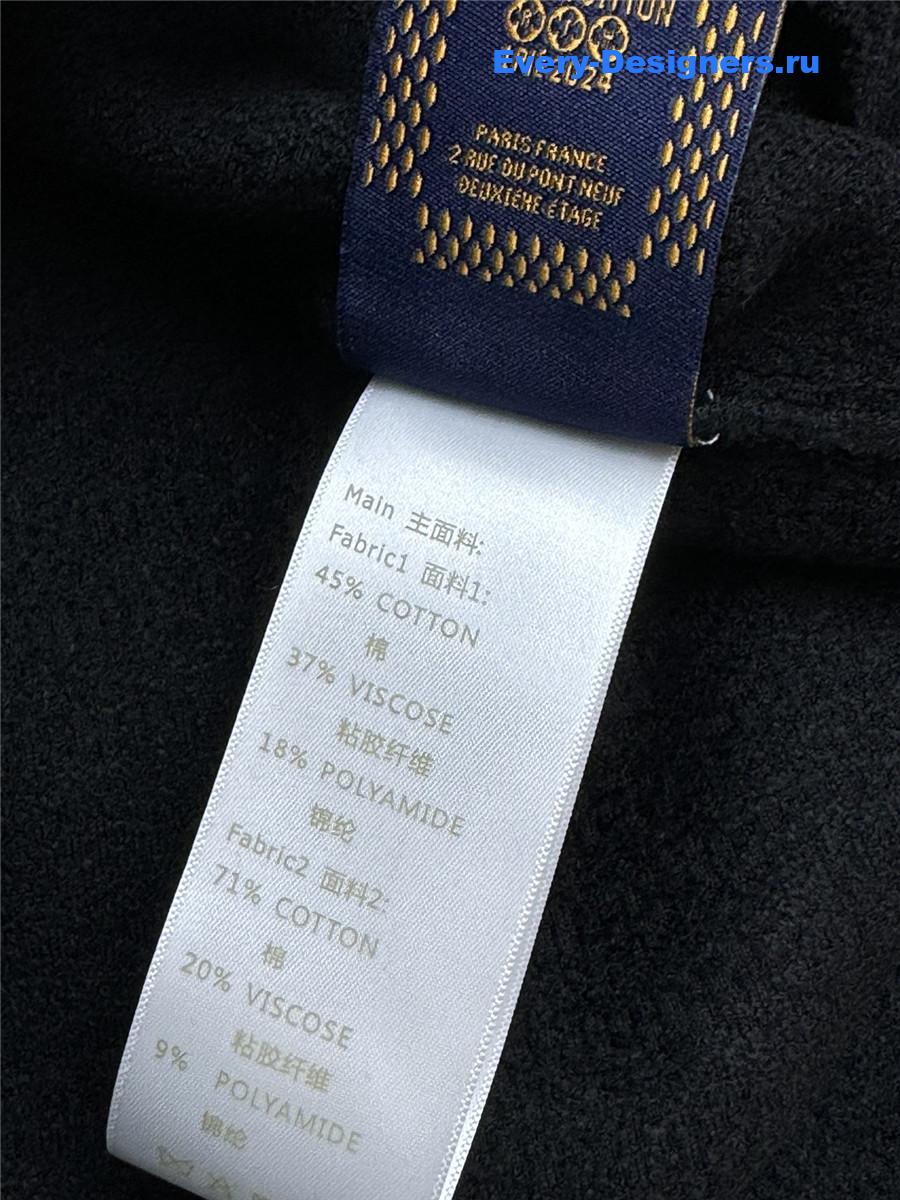 Every-Designers.ru
PARIS FRANCE
2 RUE DU PONT NEUF
DEUXIÈME ÉTAGE
Main 主面料:
Fabric1 面料1:
45% COTTON
棉
37% VISCOSE
粘胶纤维
18% POLYAMIDE
锦纶
Fabric2 面料2:
71% COTTON
棉
20% VISCOSE
粘胶纤维
9% POLYAMIDE
锦纶